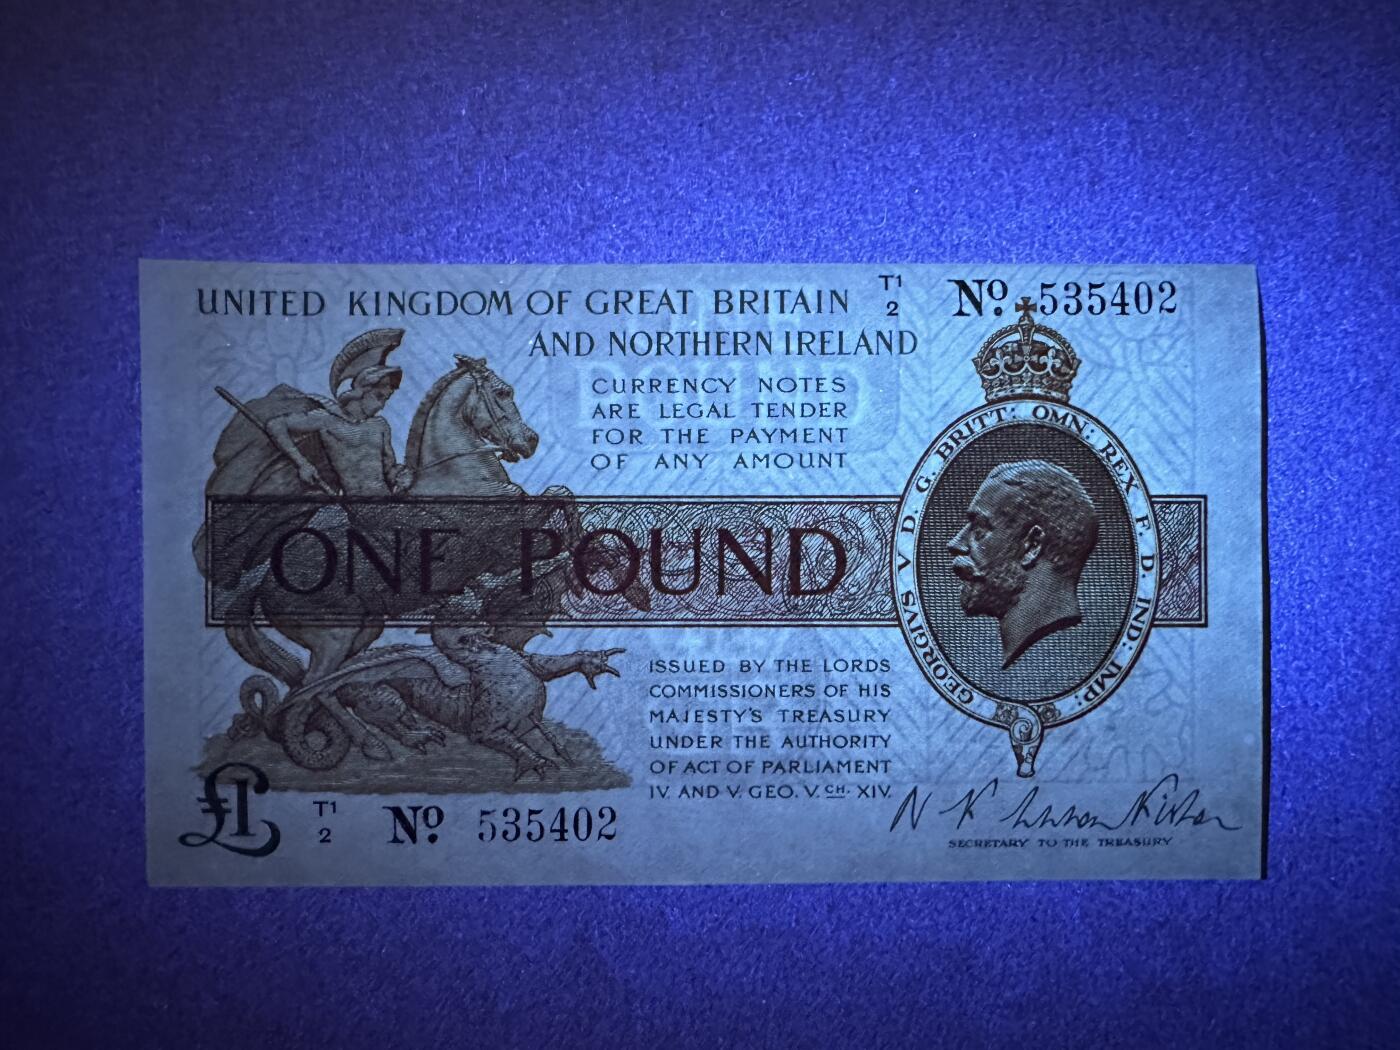 UNITED KINGDOM OF GREAT BRITAIN
AND NORTHERN IRELAND
T1
2
No. 535402
CURRENCY NOTES
ARE LEGAL TENDER
FOR THE PAYMENT
OF ANY AMOUNT
GEORGIVS V D. G. BRITT: OMN: REX F. D. IND: IMP:
ONE POUND
ISSUED BY THE LORDS
COMMISSIONERS OF HIS
MAJESTY'S TREASURY
UNDER THE AUTHORITY
OF ACT OF PARLIAMENT
IV. AND V. GEO. V. CH. XIV.
£1
T1
2
No. 535402
SECRETARY TO THE TREASURY